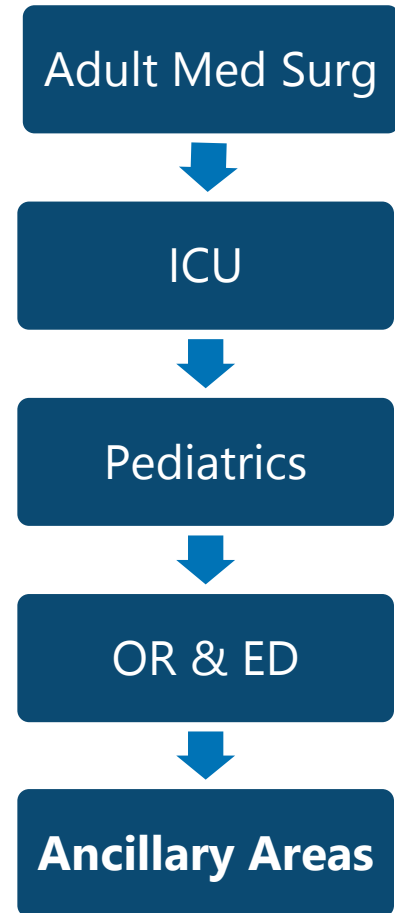 Adult Med Surg
ICU
Pediatrics
OR & ED
Ancillary Areas